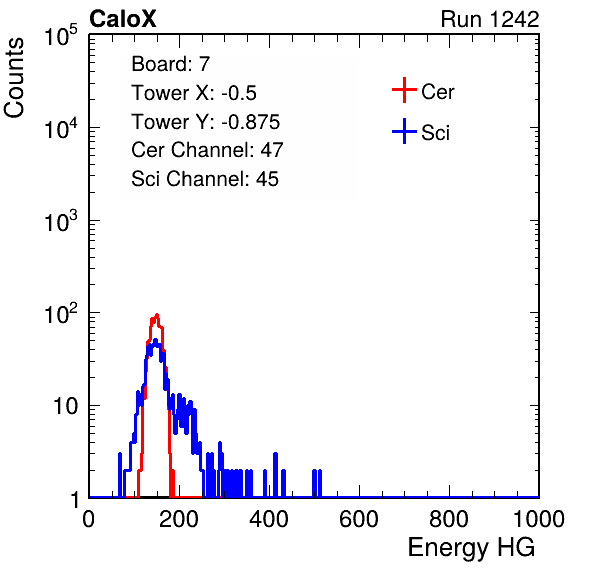 CaloX Run 1242
Counts
Board: 7
Tower X: -0.5
Tower Y: -0.875
Cer Channel: 47
Sci Channel: 45
Cer
Sci
10^5
10^4
10^3
10^2
10
1
0 200 400 600 800 1000
Energy HG